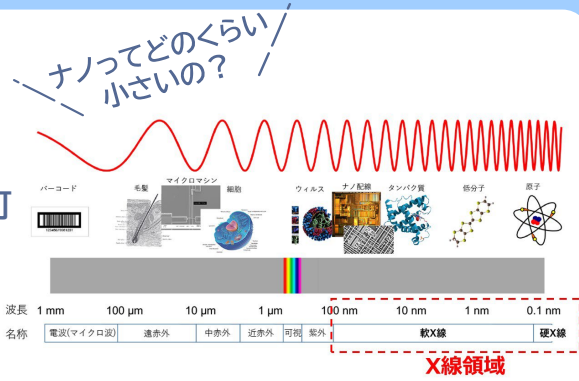 ナノってどのくらい
小さいの？
バーコード
毛髪
マイクロマシン
細胞
ウィルス
ナノ配線
タンパク質
低分子
原子
町
波長 1 mm 100 μm 10 μm 1 μm 100 nm 10 nm 1 nm 0.1 nm
名称 電波(マイクロ波) 遠赤外 中赤外 近赤外 可視 紫外 軟X線 硬X線
X線領域